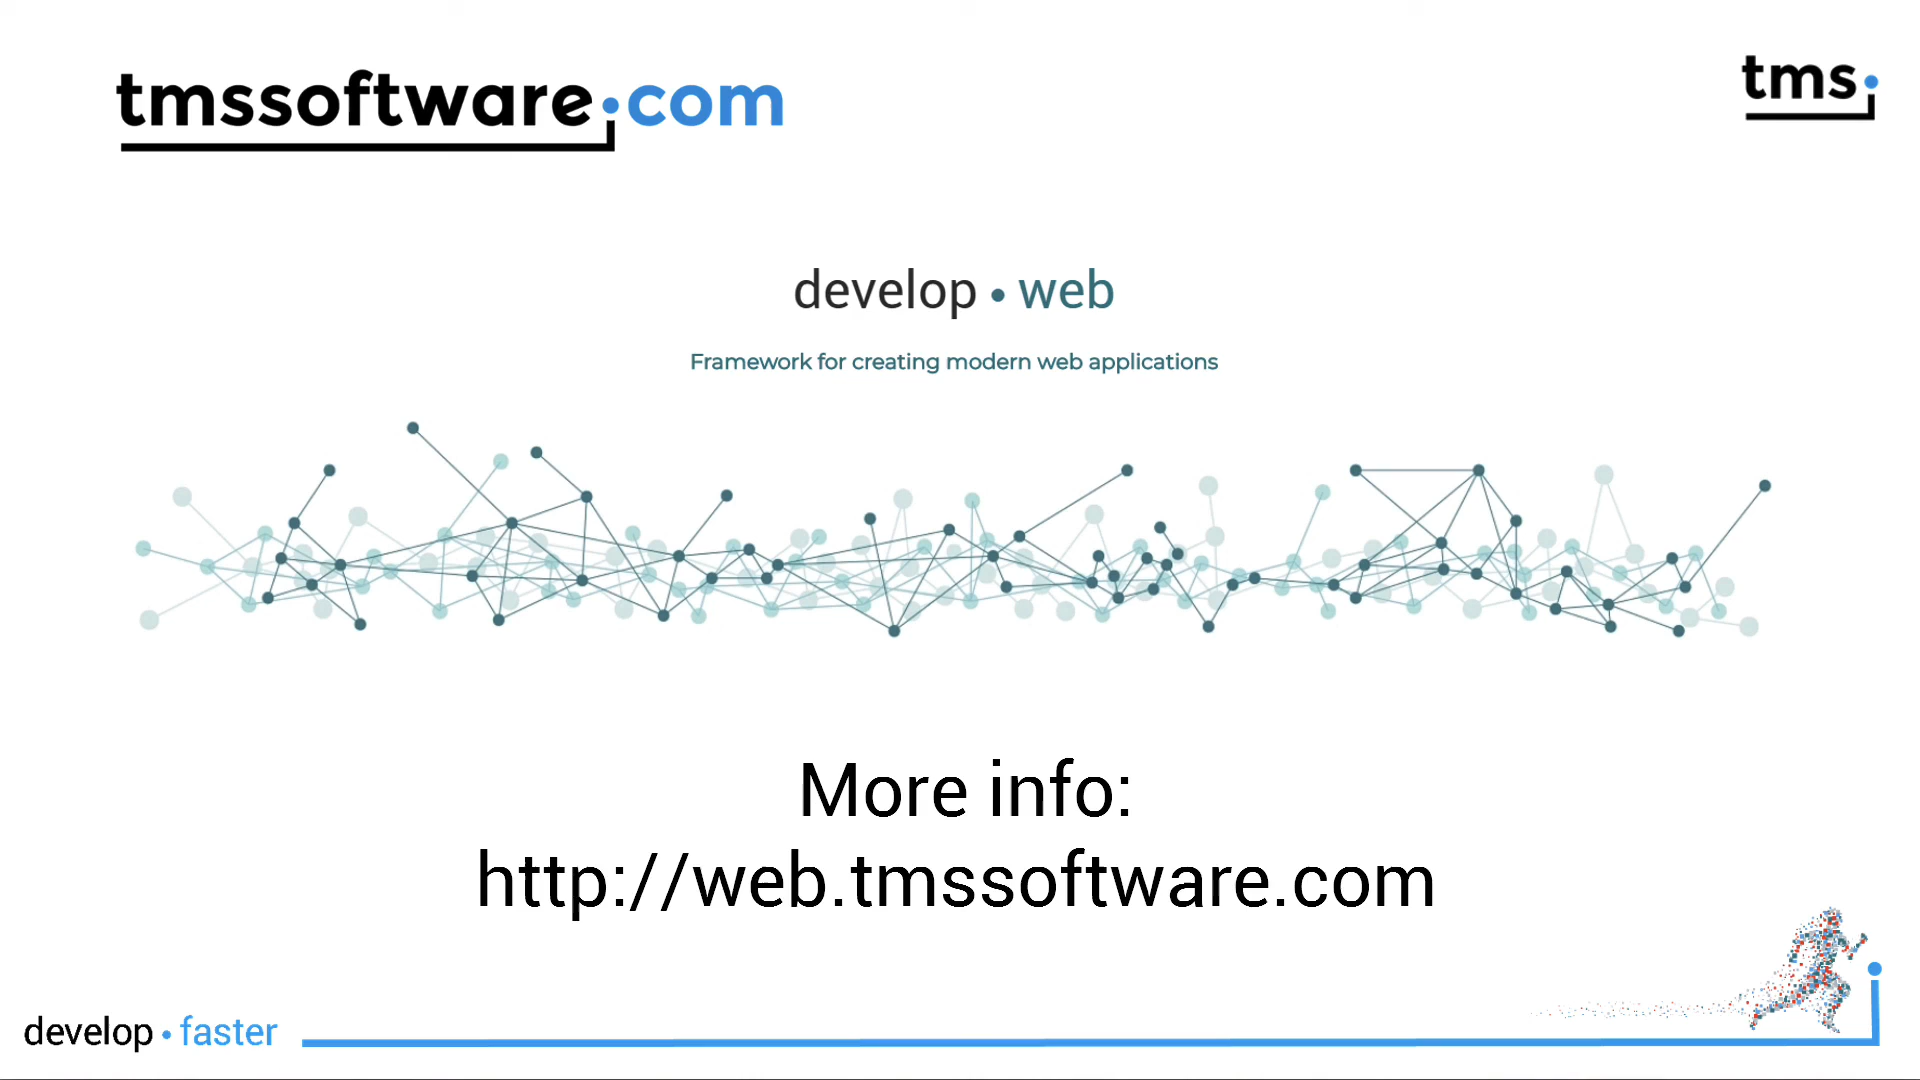 tmssoftware.com
tms
develop • web
Framework for creating modern web applications
More info:
http://web.tmssoftware.com
develop • faster